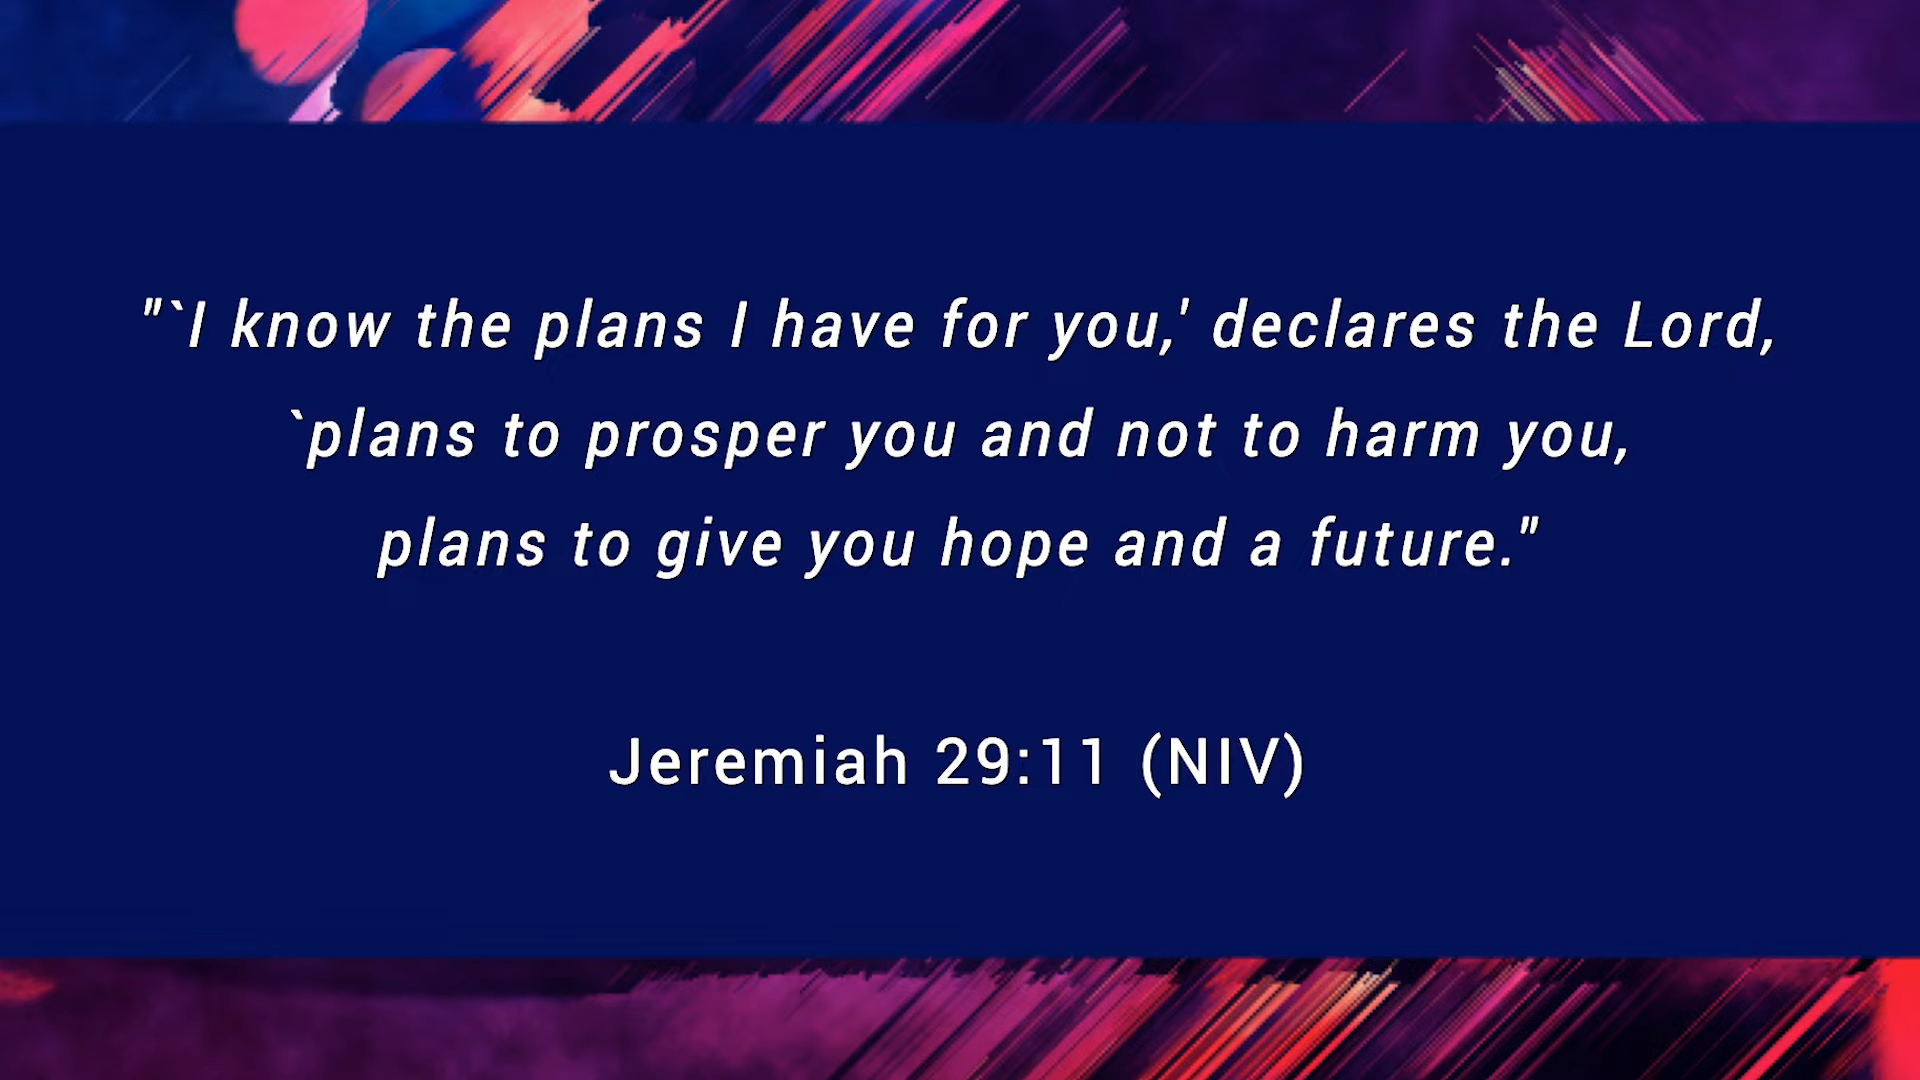 "`I know the plans I have for you,' declares the Lord,
`plans to prosper you and not to harm you,
plans to give you hope and a future."
Jeremiah 29:11 (NIV)